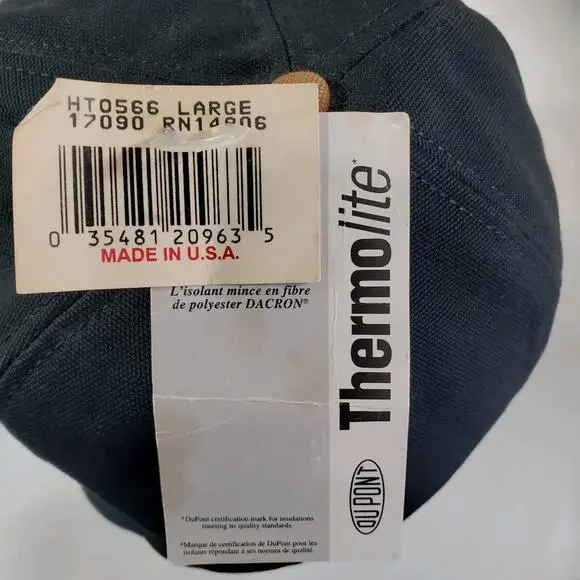 HT0566 LARGE
17090 RN14806
0 35481 20963 5
MADE IN U.S.A.
L'isolant mince en fibre
de polyester DACRON®
Thermolite*
DU PONT
*DuPont certification mark for insulations
meeting its quality standards.
*Marque de certification de DuPont pour les
isolants répondant à ses normes de qualité.